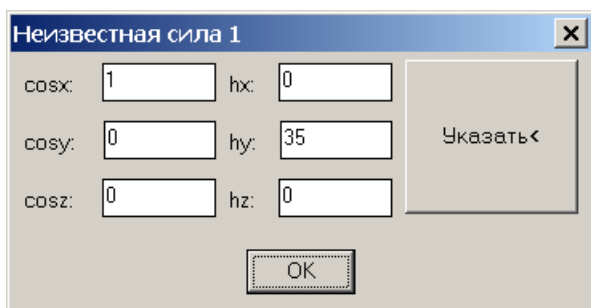 Неизвестная сила 1
cosx: 1 hx: 0
cosy: 0 hy: 35 Указать<
cosz: 0 hz: 0
OK